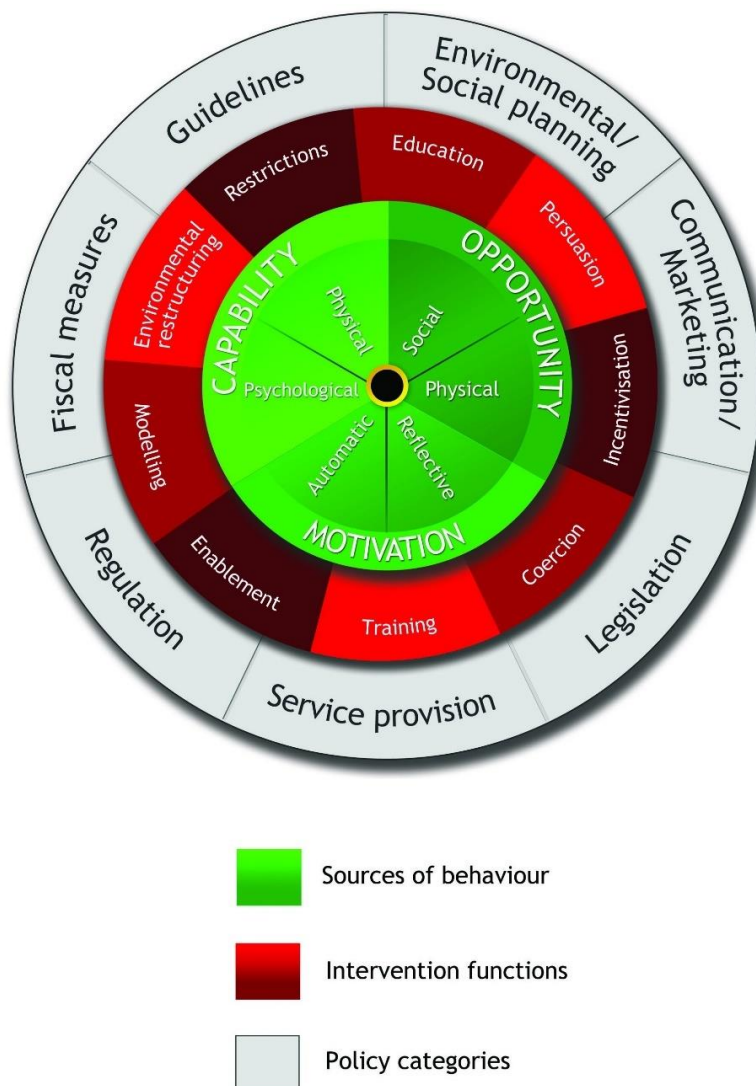 Guidelines
Environmental/
Social planning
Communication/
Marketing
Legislation
Service provision
Regulation
Fiscal measures
Restrictions
Education
Persuasion
Incentivisation
Coercion
Training
Enablement
Modelling
Environmental
restructuring
CAPABILITY
OPPORTUNITY
MOTIVATION
Physical
Social
Psychological
Physical
Automatic
Reflective
Sources of behaviour
Intervention functions
Policy categories